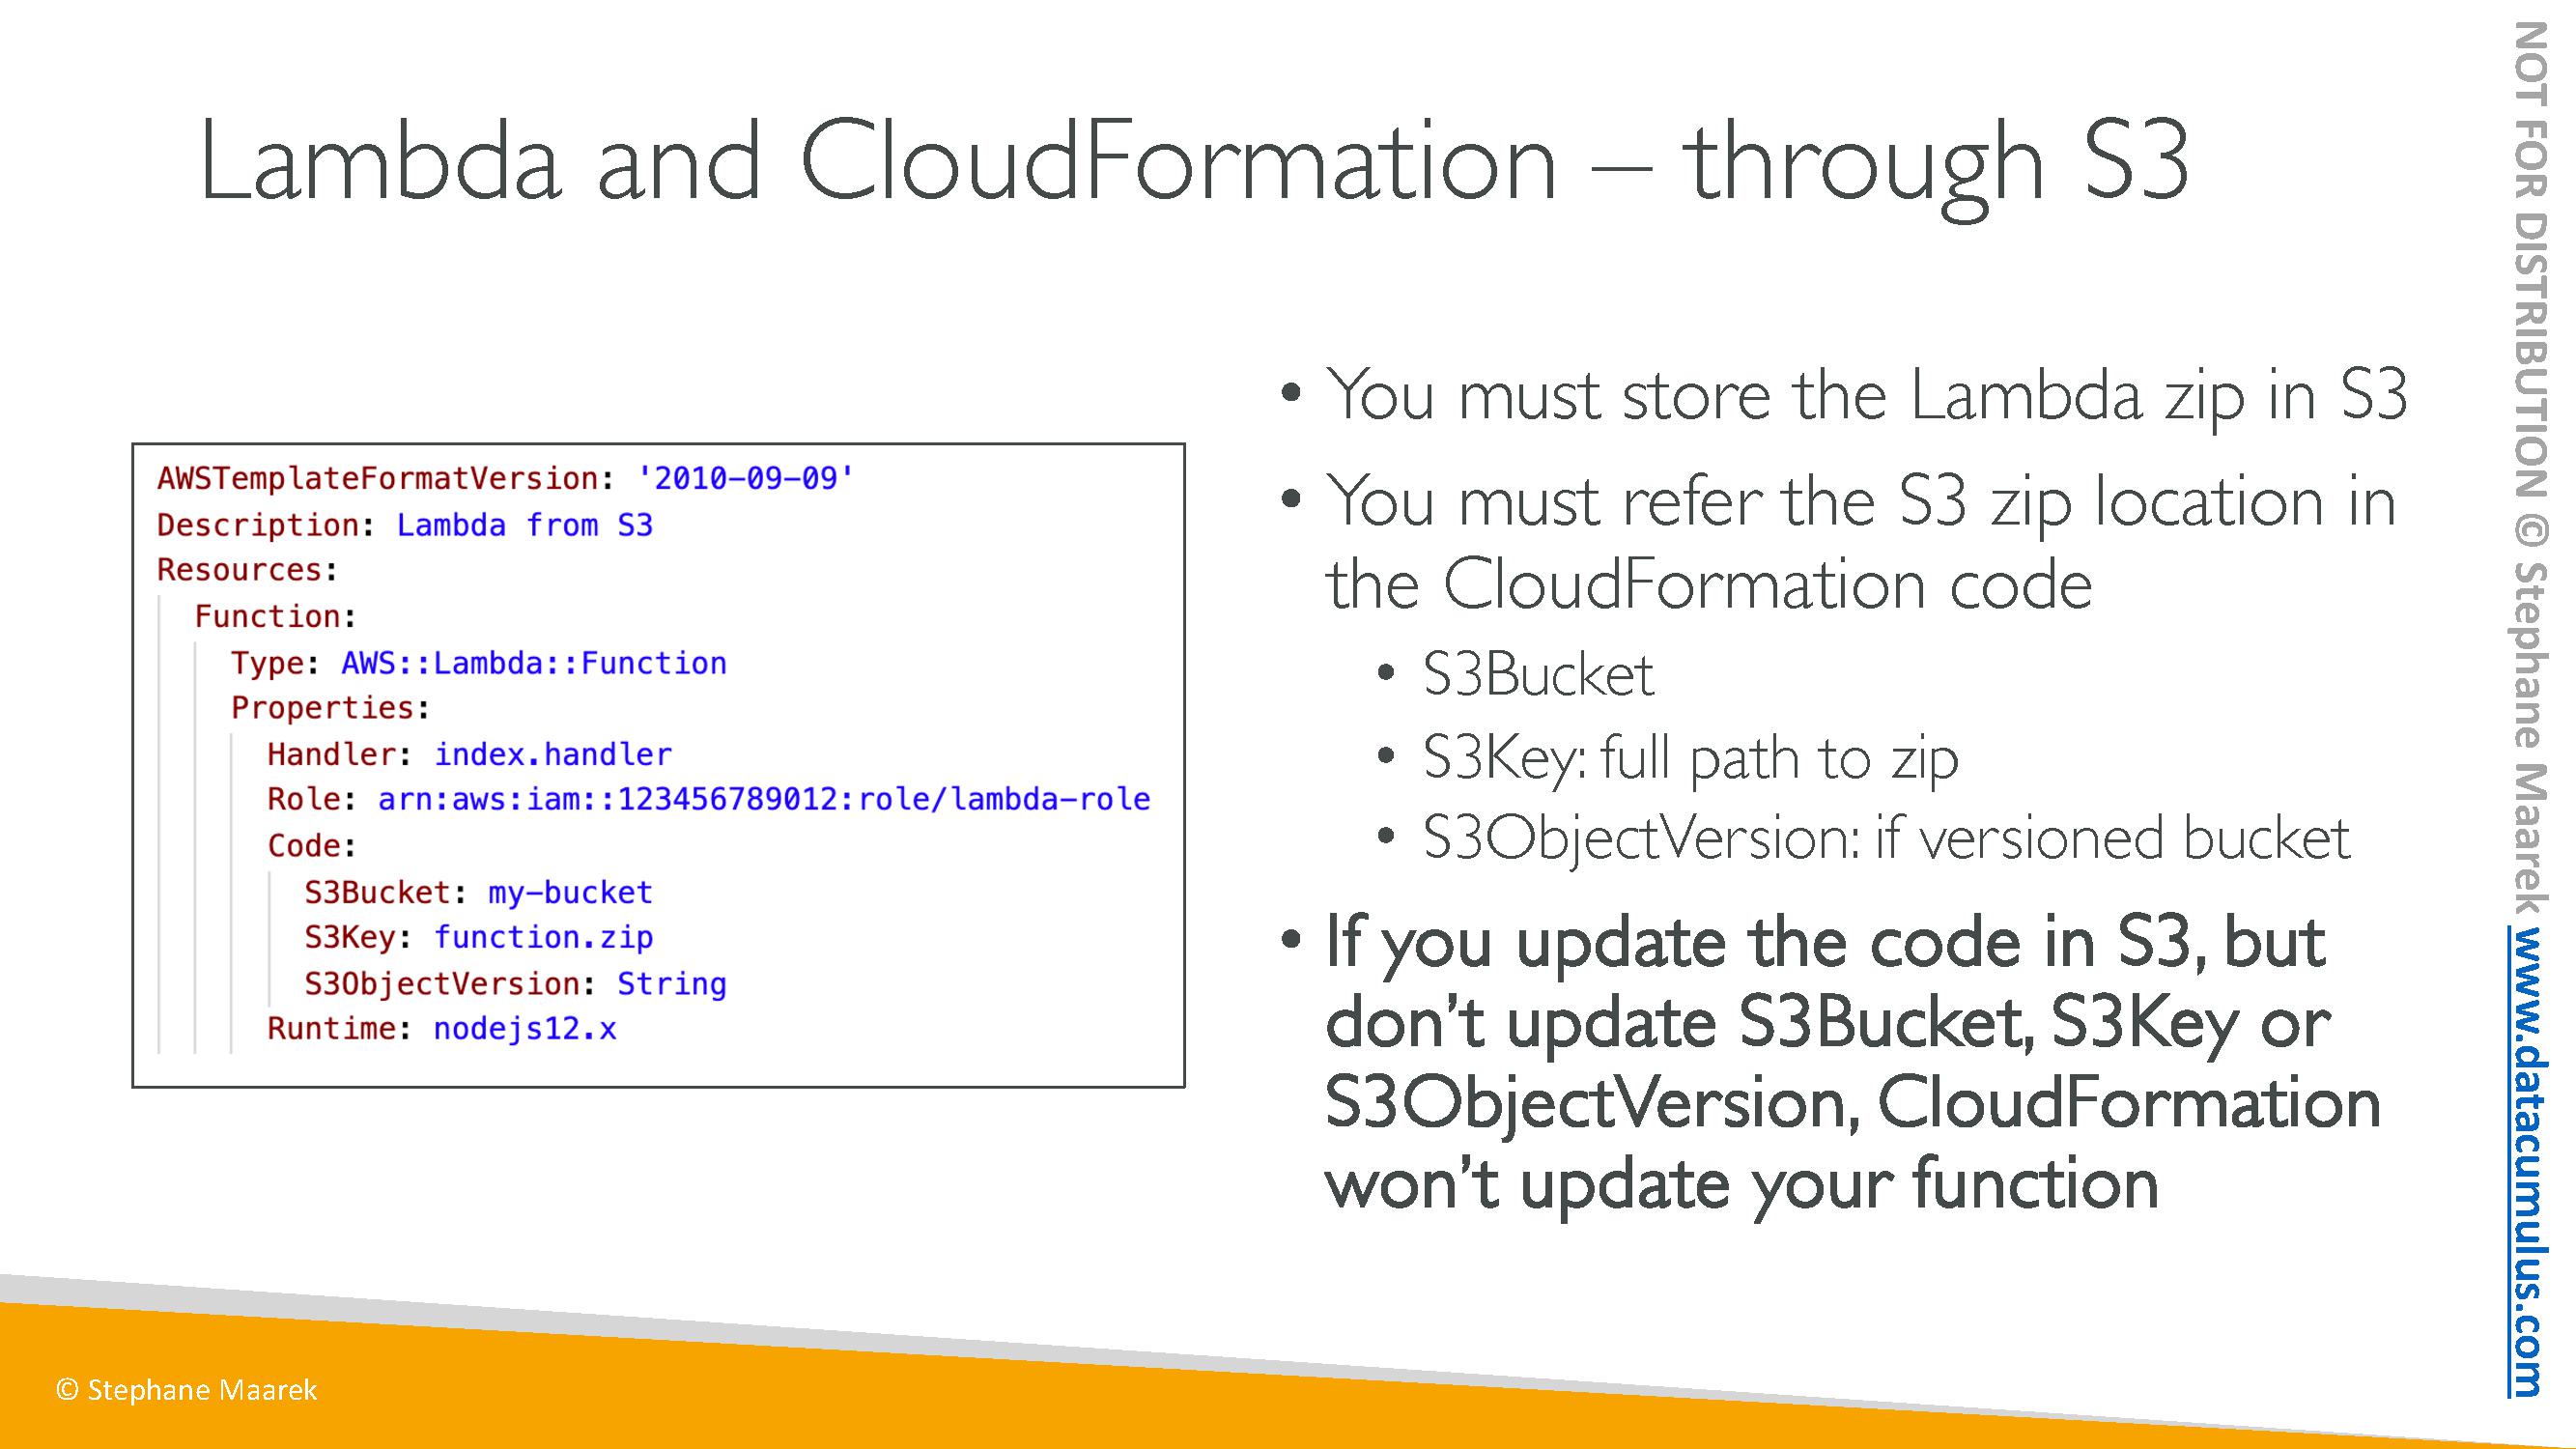 Lambda and CloudFormation – through S3
AWSTemplateFormatVersion: '2010-09-09'
Description: Lambda from S3
Resources:
Function:
Type: AWS::Lambda::Function
Properties:
Handler: index.handler
Role: arn:aws:iam::123456789012:role/lambda-role
Code:
S3Bucket: my-bucket
S3Key: function.zip
S3ObjectVersion: String
Runtime: nodejs12.x
• You must store the Lambda zip in S3
• You must refer the S3 zip location in
the CloudFormation code
• S3Bucket
• S3Key: full path to zip
• S3ObjectVersion: if versioned bucket
• If you update the code in S3, but
don’t update S3Bucket, S3Key or
S3ObjectVersion, CloudFormation
won’t update your function
© Stephane Maarek
NOT FOR DISTRIBUTION © Stephane Maarek www.datacumulus.com